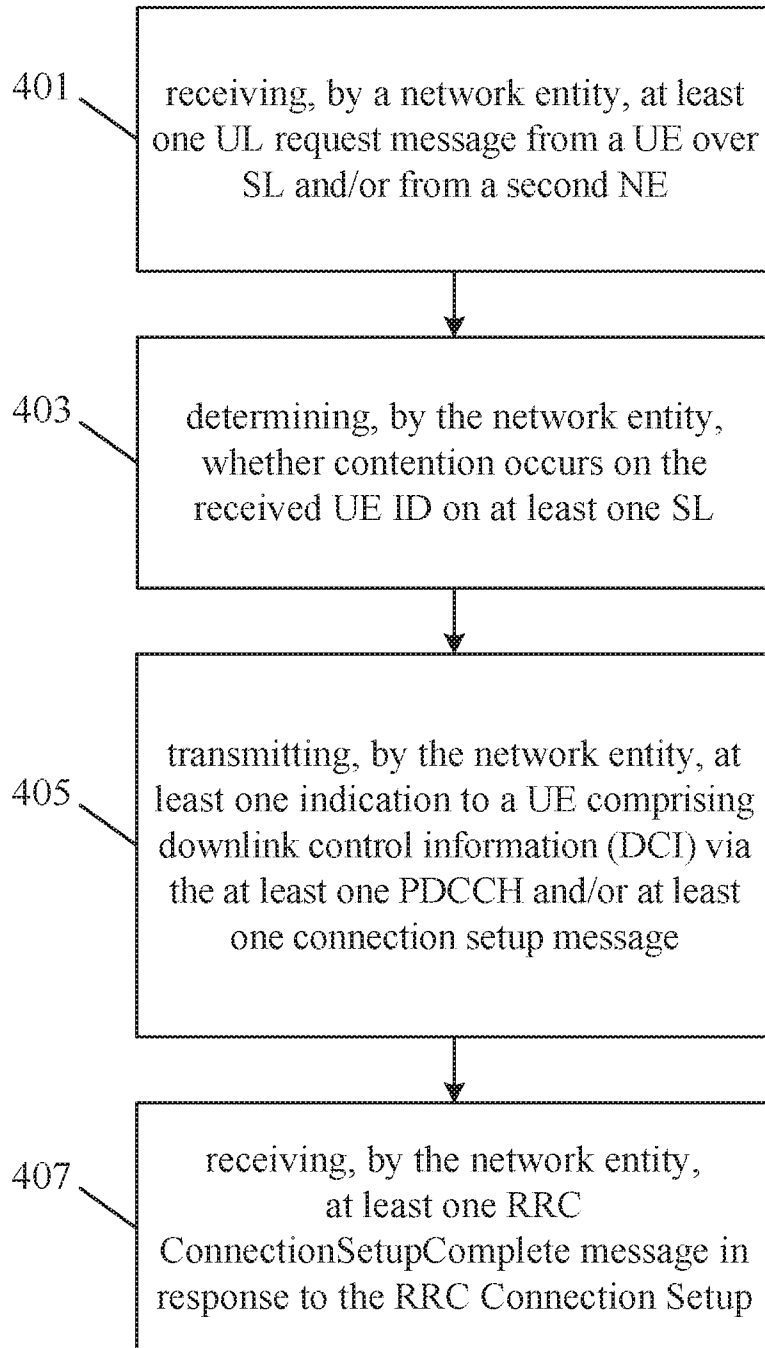 401
receiving, by a network entity, at least
one UL request message from a UE over
SL and/or from a second NE
403
determining, by the network entity,
whether contention occurs on the
received UE ID on at least one SL
405
transmitting, by the network entity, at
least one indication to a UE comprising
downlink control information (DCI) via
the at least one PDCCH and/or at least
one connection setup message
407
receiving, by the network entity,
at least one RRC
ConnectionSetupComplete message in
response to the RRC Connection Setup